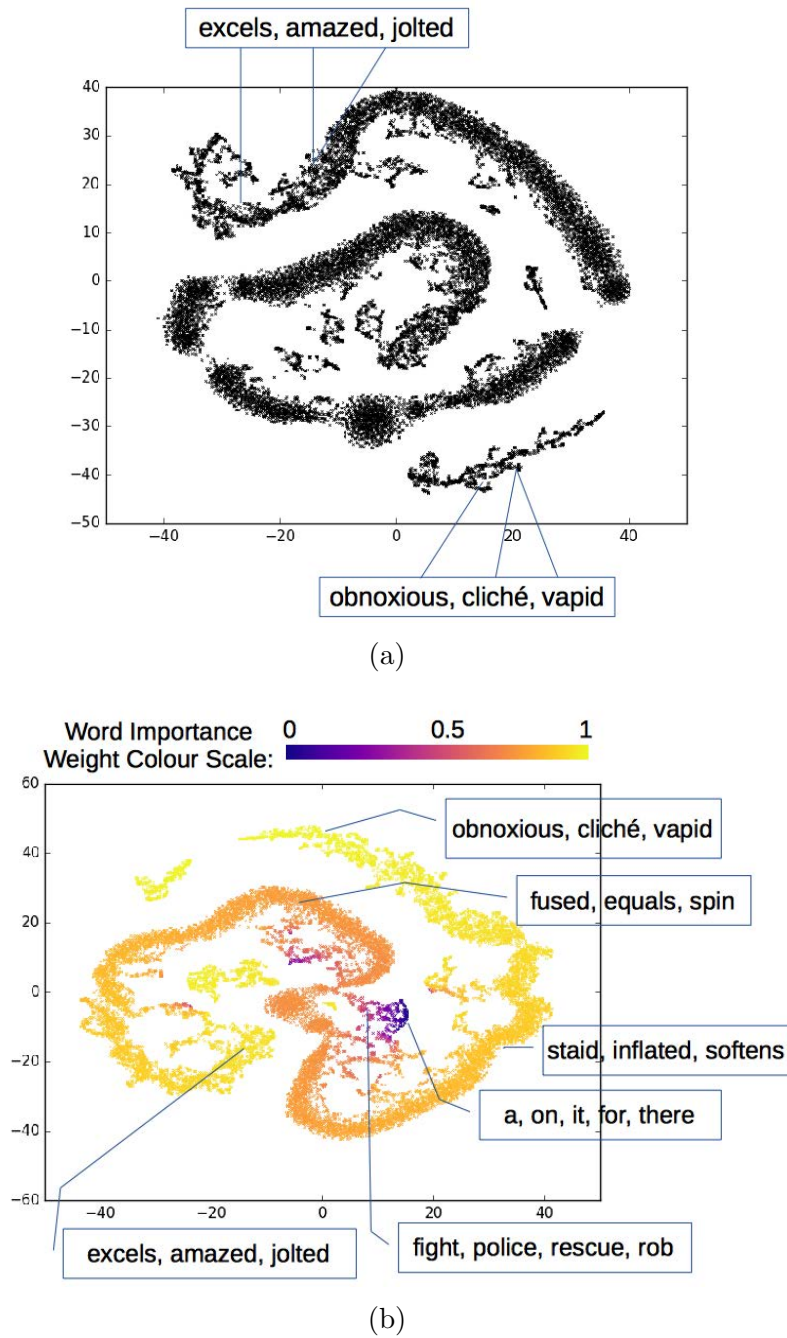 excels, amazed, jolted
40
30
20
10
0
−10
−20
−30
−40
−50
−40 −20 0 20 40
obnoxious, cliché, vapid
(a)
Word Importance 0 0.5 1
Weight Colour Scale:
60
40
20
0
−20
−40
−60
obnoxious, cliché, vapid
fused, equals, spin
staid, inflated, softens
a, on, it, for, there
−40 −20 0 20 40
excels, amazed, jolted
fight, police, rescue, rob
(b)